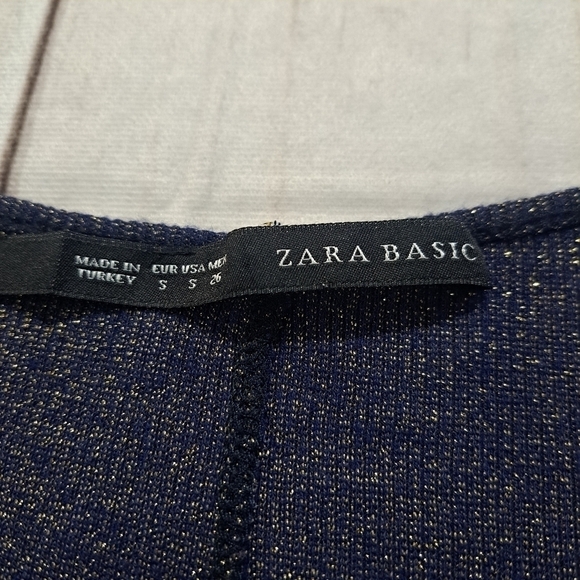 MADE IN
TURKEY
EUR USA MEX
S S 26
ZARA BASIC